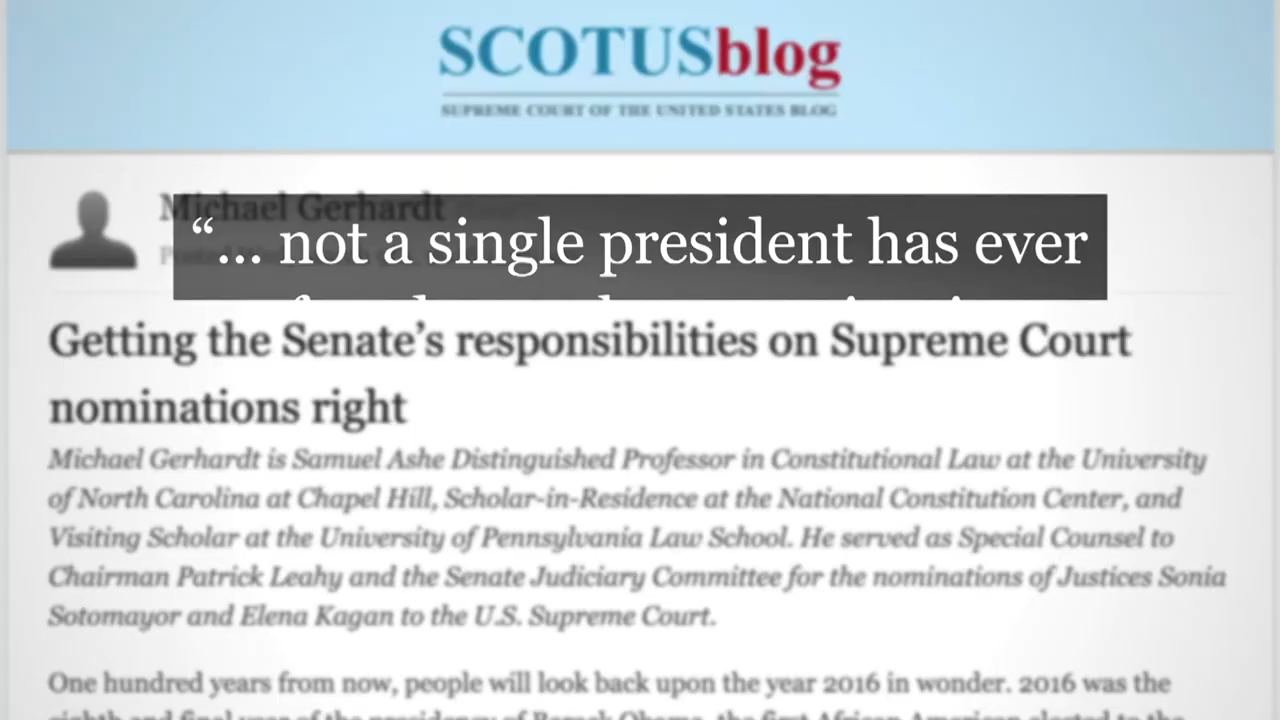 SCOTUSblog
SUPREME COURT OF THE UNITED STATES BLOG
Michael Gerhardt
“... not a single president has ever
Getting the Senate’s responsibilities on Supreme Court
nominations right
Michael Gerhardt is Samuel Ashe Distinguished Professor in Constitutional Law at the University
of North Carolina at Chapel Hill, Scholar-in-Residence at the National Constitution Center, and
Visiting Scholar at the University of Pennsylvania Law School. He served as Special Counsel to
Chairman Patrick Leahy and the Senate Judiciary Committee for the nominations of Justices Sonia
Sotomayor and Elena Kagan to the U.S. Supreme Court.
One hundred years from now, people will look back upon the year 2016 in wonder. 2016 was the